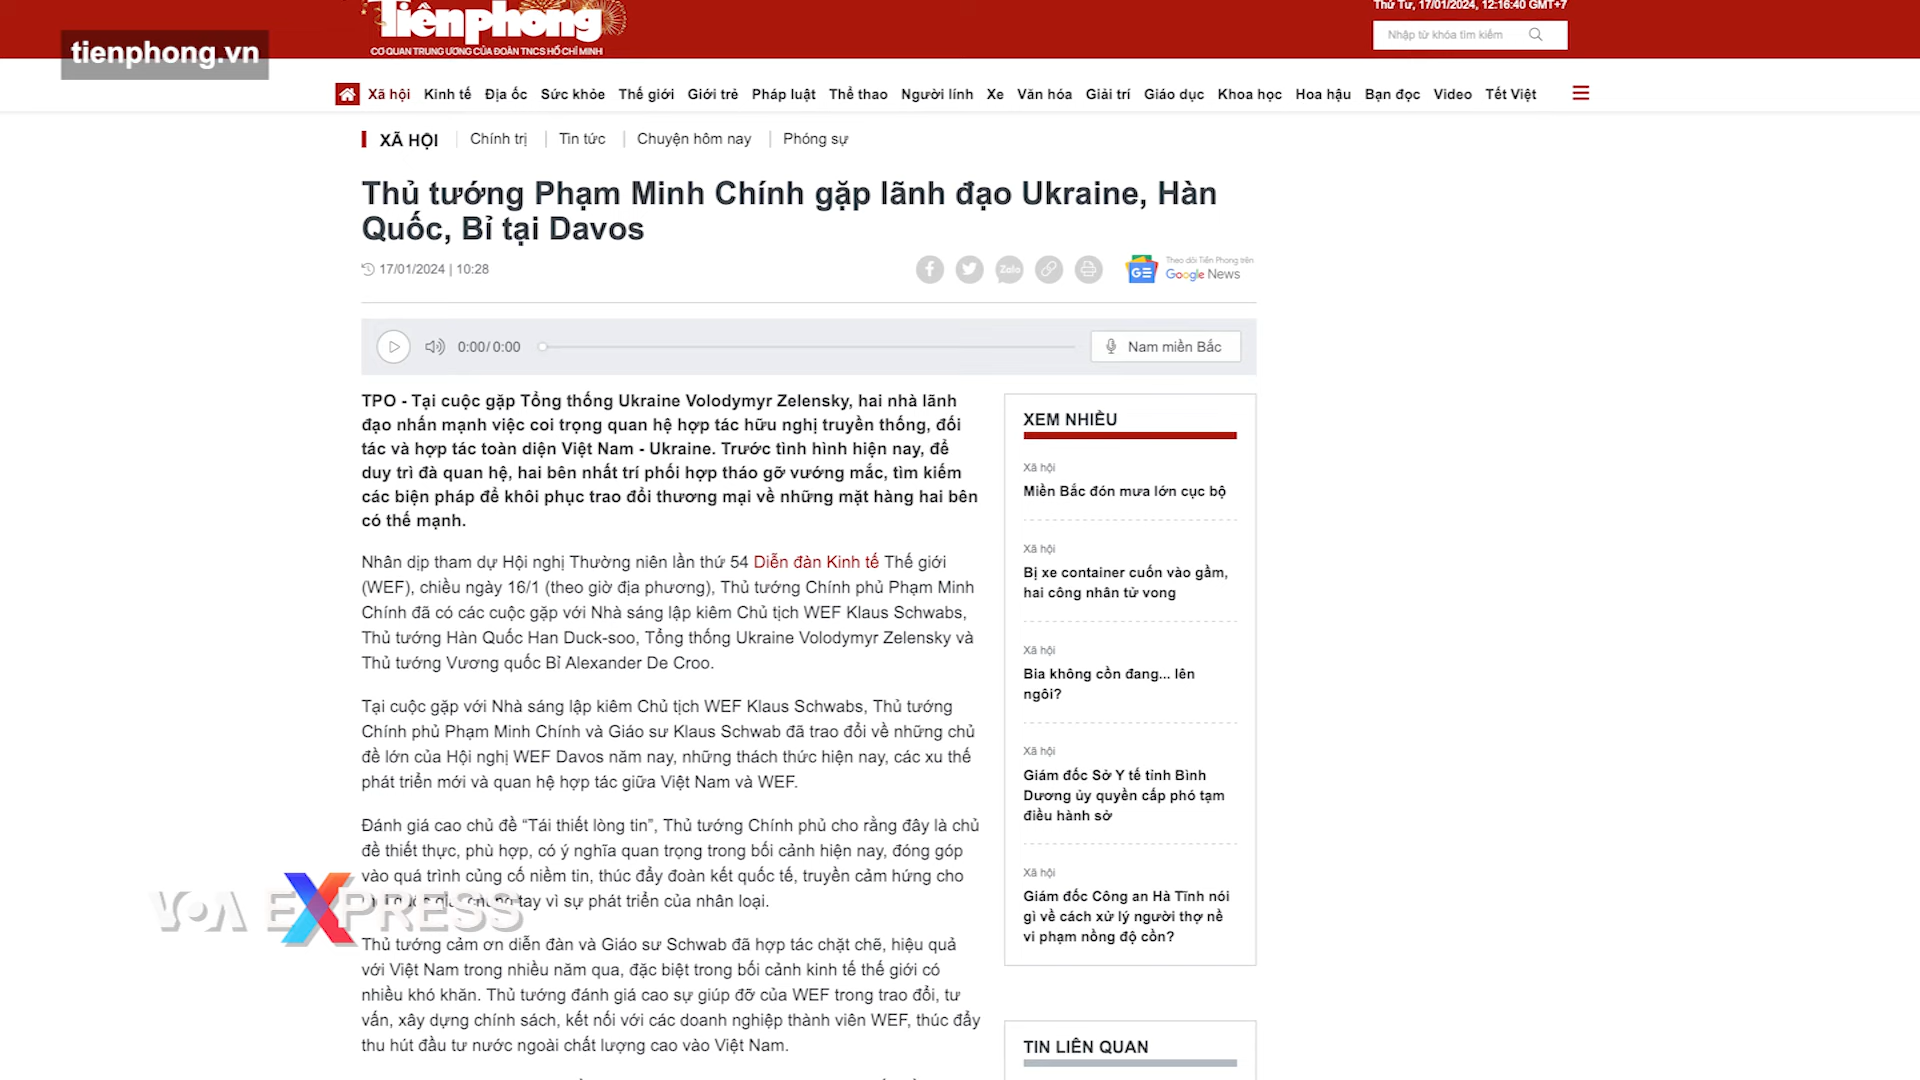 Tiền phong
CƠ QUAN TRUNG ƯƠNG CỦA ĐOÀN TNCS HỒ CHÍ MINH
Thứ Tư, 17/01/2024, 12:16:40 GMT+7
Nhập từ khóa tìm kiếm
tienphong.vn
Xã hội Kinh tế Địa ốc Sức khỏe Thế giới Giới trẻ Pháp luật Thể thao Người lính Xe Văn hóa Giải trí Giáo dục Khoa học Hoa hậu Bạn đọc Video Tết Việt
XÃ HỘI Chính trị Tin tức Chuyện hôm nay Phóng sự
Thủ tướng Phạm Minh Chính gặp lãnh đạo Ukraine, Hàn
Quốc, Bỉ tại Davos
17/01/2024 | 10:28
Zalo
Theo dõi Tiền Phong trên
Google News
0:00/0:00
Nam miền Bắc
TPO - Tại cuộc gặp Tổng thống Ukraine Volodymyr Zelensky, hai nhà lãnh
đạo nhấn mạnh việc coi trọng quan hệ hợp tác hữu nghị truyền thống, đối
tác và hợp tác toàn diện Việt Nam - Ukraine. Trước tình hình hiện nay, để
duy trì đà quan hệ, hai bên nhất trí phối hợp tháo gỡ vướng mắc, tìm kiếm
các biện pháp để khôi phục trao đổi thương mại về những mặt hàng hai bên
có thế mạnh.
Nhân dịp tham dự Hội nghị Thường niên lần thứ 54 Diễn đàn Kinh tế Thế giới
(WEF), chiều ngày 16/1 (theo giờ địa phương), Thủ tướng Chính phủ Phạm Minh
Chính đã có các cuộc gặp với Nhà sáng lập kiêm Chủ tịch WEF Klaus Schwabs,
Thủ tướng Hàn Quốc Han Duck-soo, Tổng thống Ukraine Volodymyr Zelensky và
Thủ tướng Vương quốc Bỉ Alexander De Croo.
Tại cuộc gặp với Nhà sáng lập kiêm Chủ tịch WEF Klaus Schwabs, Thủ tướng
Chính phủ Phạm Minh Chính và Giáo sư Klaus Schwab đã trao đổi về những chủ
đề lớn của Hội nghị WEF Davos năm nay, những thách thức hiện nay, các xu thế
phát triển mới và quan hệ hợp tác giữa Việt Nam và WEF.
Đánh giá cao chủ đề “Tái thiết lòng tin”, Thủ tướng Chính phủ cho rằng đây là chủ
đề thiết thực, phù hợp, có ý nghĩa quan trọng trong bối cảnh hiện nay, đóng góp
vào quá trình củng cố niềm tin, thúc đẩy đoàn kết quốc tế, truyền cảm hứng cho
tay vì sự phát triển của nhân loại.
VOA EXPRESS
Thủ tướng cảm ơn diễn đàn và Giáo sư Schwab đã hợp tác chặt chẽ, hiệu quả
với Việt Nam trong nhiều năm qua, đặc biệt trong bối cảnh kinh tế thế giới có
nhiều khó khăn. Thủ tướng đánh giá cao sự giúp đỡ của WEF trong trao đổi, tư
vấn, xây dựng chính sách, kết nối với các doanh nghiệp thành viên WEF, thúc đẩy
thu hút đầu tư nước ngoài chất lượng cao vào Việt Nam.
XEM NHIỀU
Xã hội
Miền Bắc đón mưa lớn cục bộ
Xã hội
Bị xe container cuốn vào gầm,
hai công nhân tử vong
Xã hội
Bia không cồn đang... lên
ngôi?
Xã hội
Giám đốc Sở Y tế tỉnh Bình
Dương ủy quyền cấp phó tạm
điều hành sở
Xã hội
Giám đốc Công an Hà Tĩnh nói
gì về cách xử lý người thợ nề
vi phạm nồng độ cồn?
TIN LIÊN QUAN